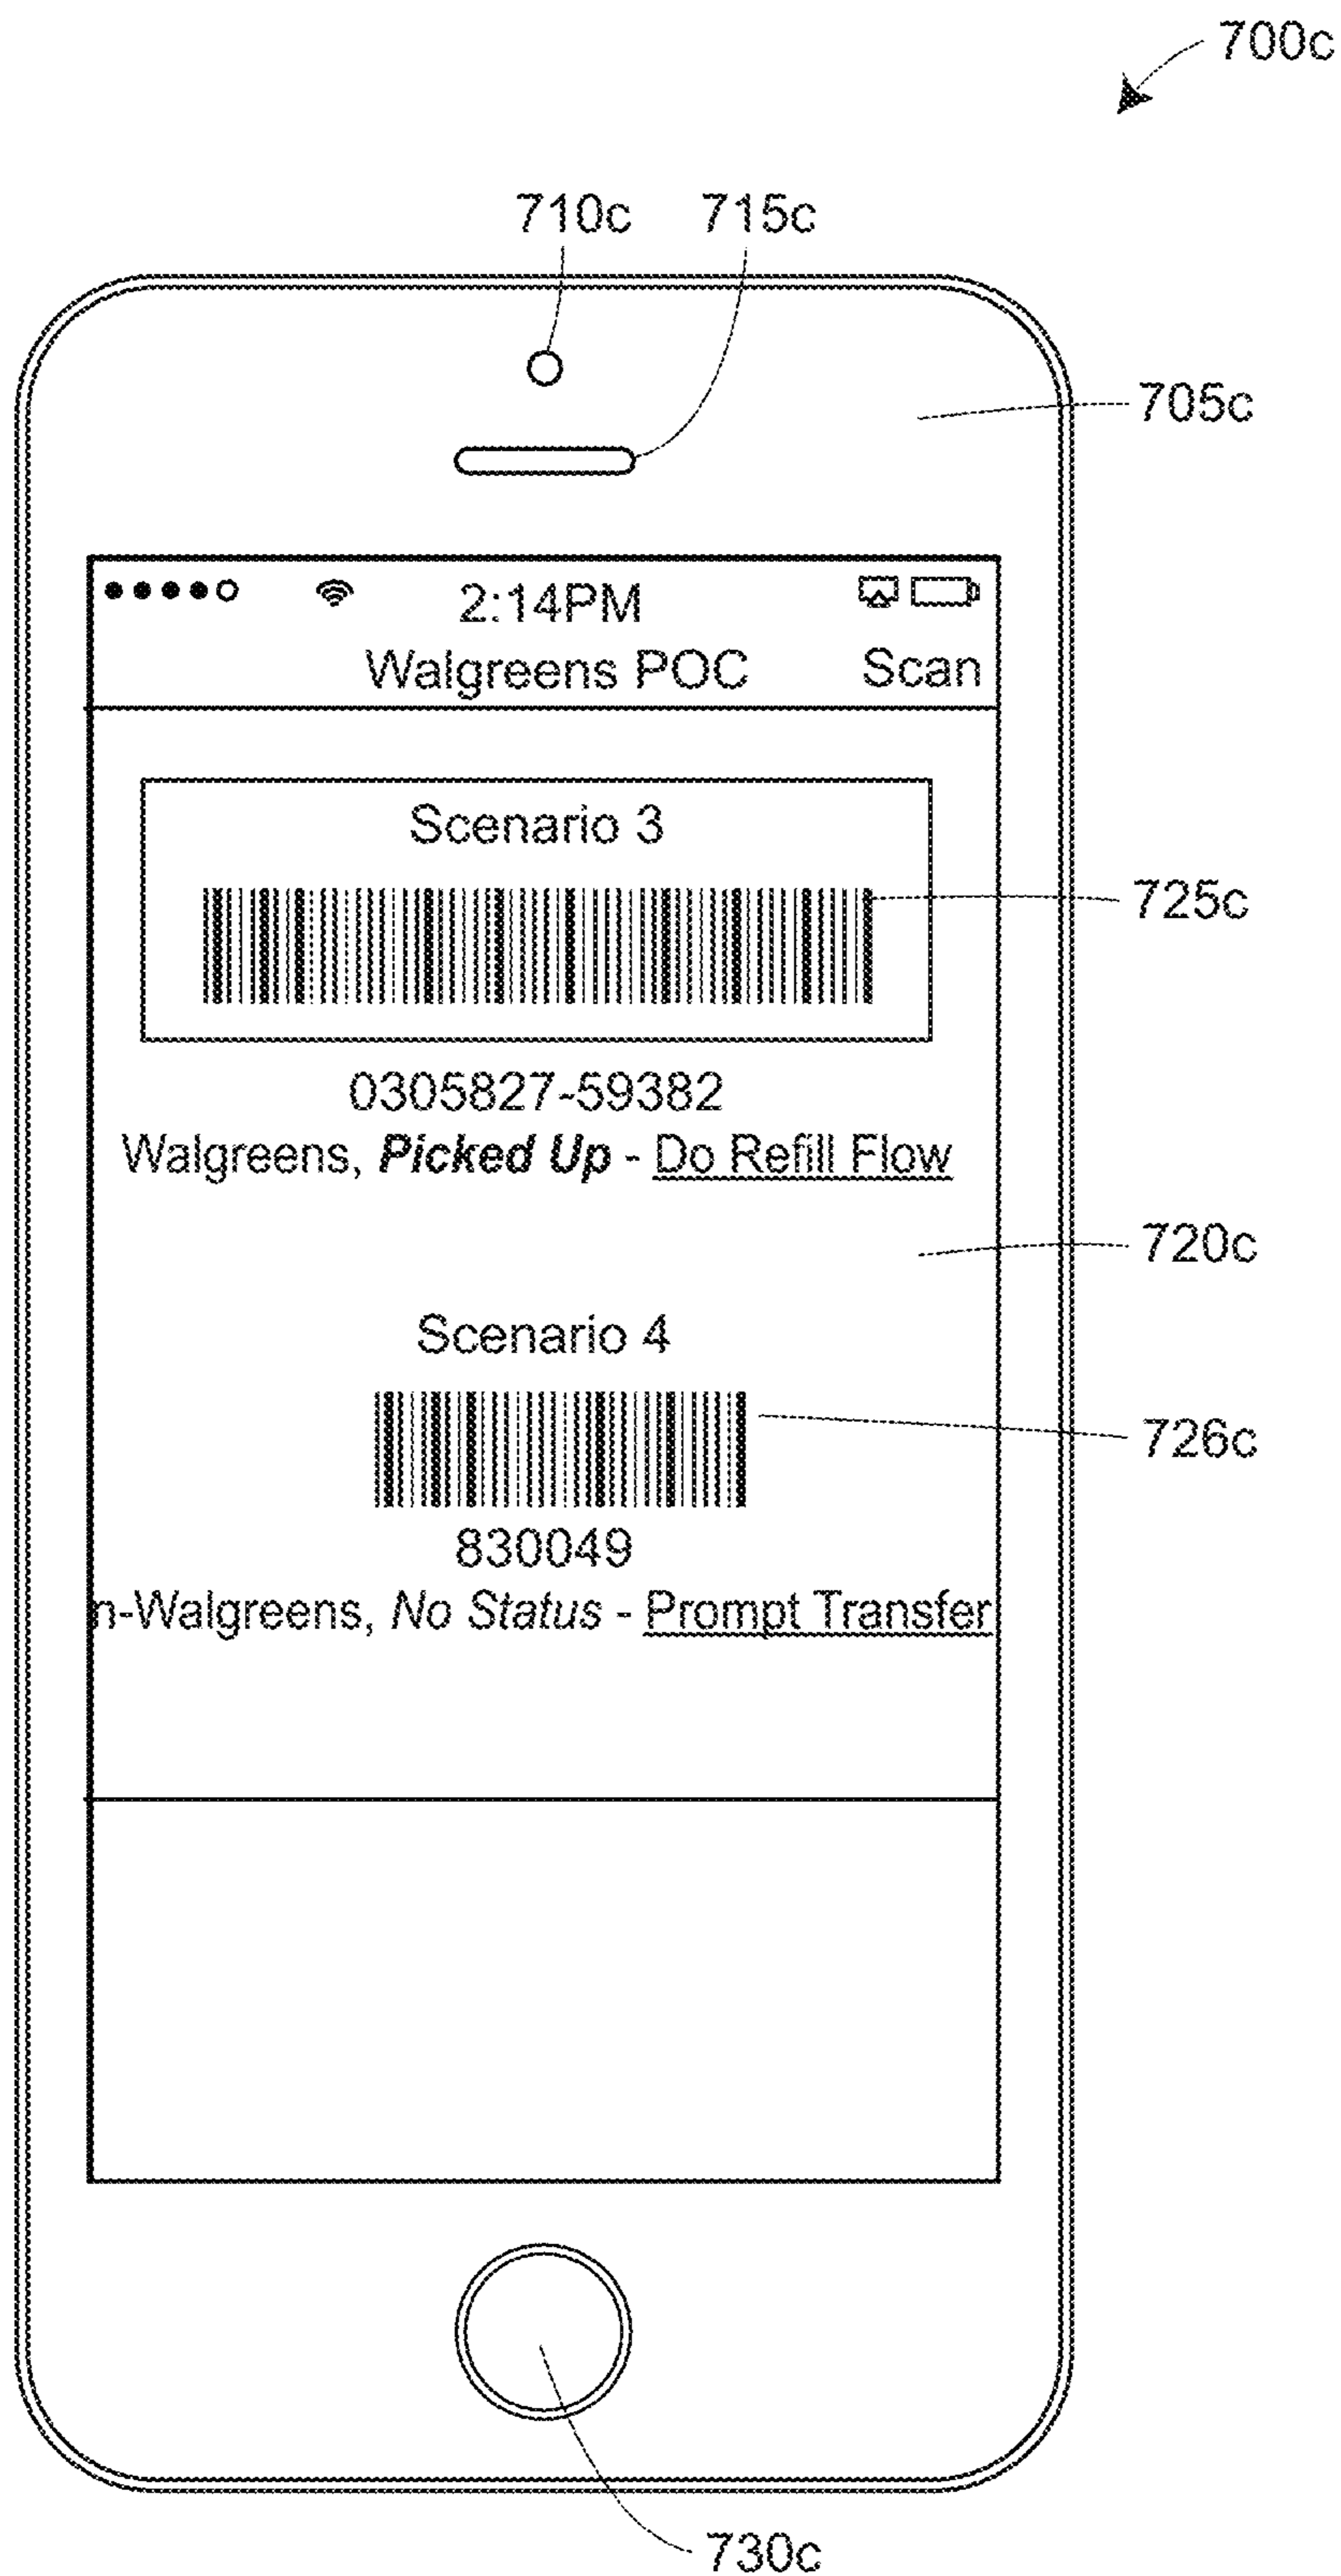 700c
710c 715c
705c
2:14PM
Walgreens POC Scan
Scenario 3
725c
0305827-59382
Walgreens, Picked Up - Do Refill Flow
720c
Scenario 4
726c
830049
n-Walgreens, No Status - Prompt Transfer
730c